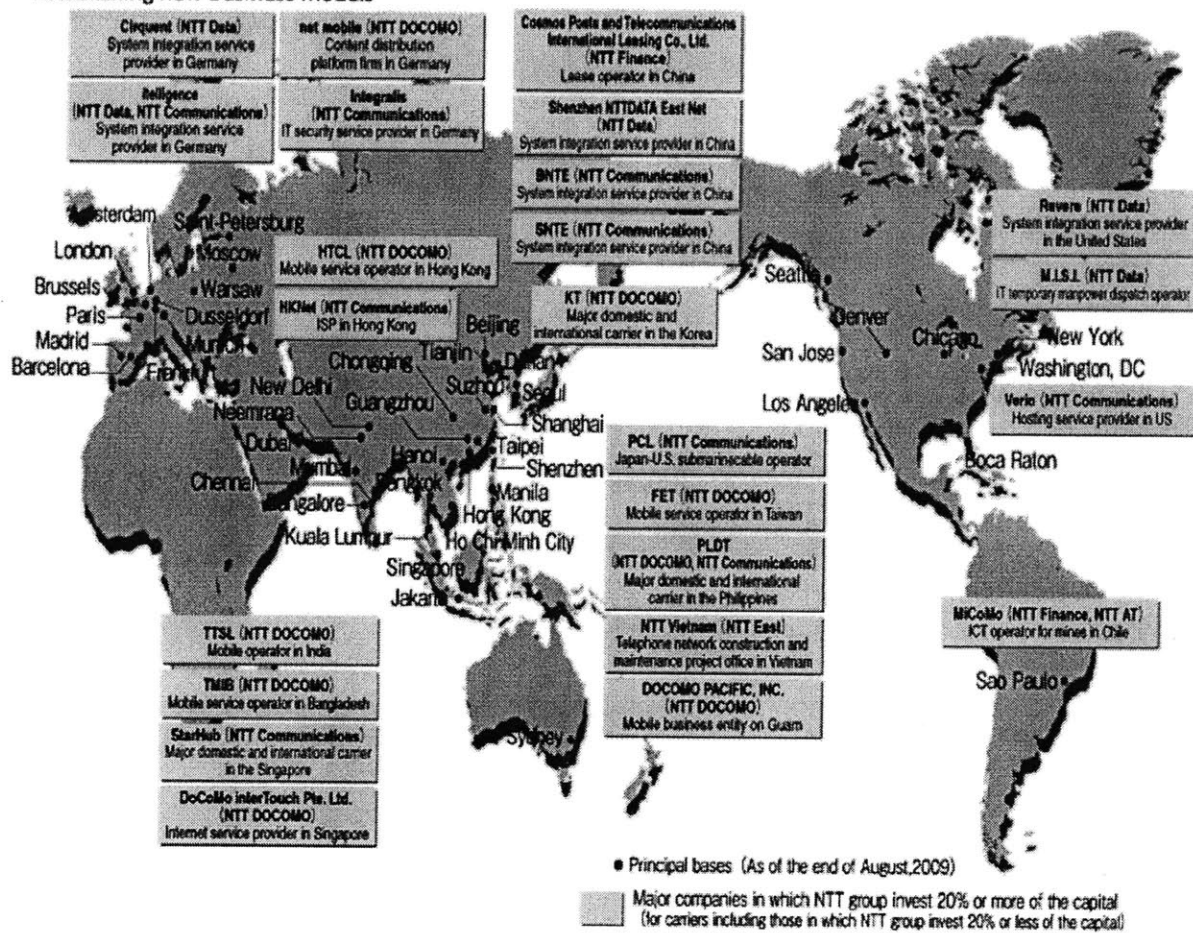 Cirquent (NTT Data)
System integration service
provider in Germany
net mobile (NTT DOCOMO)
Content distribution
platform firm in Germany
Itelligence
(NTT Data, NTT Communications)
System integration service
provider in Germany
Integralis
(NTT Communications)
IT security service provider in Germany
Cosmos Posts and Telecommunications
International Leasing Co., Ltd.
(NTT Finance)
Lease operator in China
Shenzhen NTTDATA East Net
(NTT Data)
System integration service provider in China
BNTE (NTT Communications)
System integration service provider in China
SNTE (NTT Communications)
System integration service provider in China
Revere (NTT Data)
System integration service provider
in the United States
M.I.S.I. (NTT Data)
IT temporary manpower dispatch operator
Verio (NTT Communications)
Hosting service provider in US
HTCL (NTT DOCOMO)
Mobile service operator in Hong Kong
HKNet (NTT Communications)
ISP in Hong Kong
KT (NTT DOCOMO)
Major domestic and
international carrier in the Korea
Amsterdam
Saint-Petersburg
London
Moscow
Brussels
Warsaw
Paris
Dusseldorf
Madrid
Munich
Barcelona
Beijing
Tianjin
Chongqing
Suzhou
Seoul
New Delhi
Guangzhou
Shanghai
Neemrana
Dubai
Hanoi
Taipei
Mumbai
Shenzhen
Chennai
Bangkok
Manila
Bangalore
Hong Kong
Kuala Lumpur
Ho Chi Minh City
Singapore
Jakarta
Sydney
Seattle
Denver
Chicago
New York
San Jose
Washington, DC
Los Angeles
Boca Raton
Sao Paulo
PCL (NTT Communications)
Japan-U.S. submarinecable operator
FET (NTT DOCOMO)
Mobile service operator in Taiwan
PLDT
(NTT DOCOMO, NTT Communications)
Major domestic and international
carrier in the Philippines
NTT Vietnam (NTT East)
Telephone network construction and
maintenance project office in Vietnam
DOCOMO PACIFIC, INC.
(NTT DOCOMO)
Mobile business entity on Guam
MiCoMo (NTT Finance, NTT AT)
ICT operator for mines in Chile
TTSL (NTT DOCOMO)
Mobile operator in India
TMIB (NTT DOCOMO)
Mobile service operator in Bangladesh
StarHub (NTT Communications)
Major domestic and international carrier
in the Singapore
DoCoMo interTouch Pte. Ltd.
(NTT DOCOMO)
Internet service provider in Singapore
• Principal bases (As of the end of August,2009)
Major companies in which NTT group invest 20% or more of the capital
(for carriers including those in which NTT group invest 20% or less of the capital)